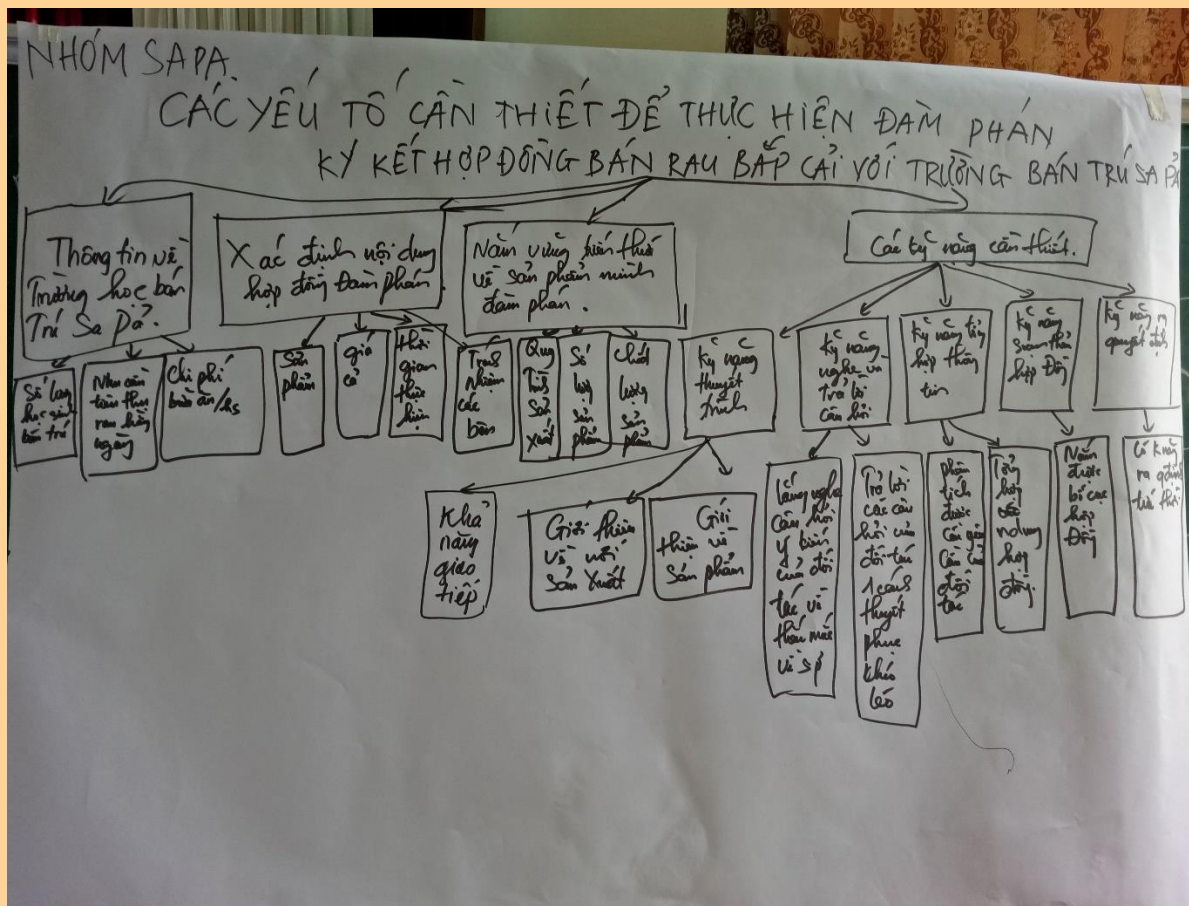 NHÓM SAPA
CÁC YẾU TỐ CẦN THIẾT ĐỂ THỰC HIỆN ĐÀM PHÁN
KÝ KẾT HỢP ĐỒNG BÁN RAU BẮP CẢI VỚI TRƯỜNG BÁN TRÚ SA PẢ
Thông tin về
Trường học bán
Trú Sa Pả.
Xác định nội dung
hợp đồng Đàm phán
Nắm vững kiến thức
về sản phẩm mình
đàm phán.
Các kỹ năng cần thiết.
Số lượng
học sinh
bán trú
Nhu cầu
tiêu thụ
rau hằng
ngày
Chi phí
bữa ăn/hs
Sản
phẩm
giá
cả
thời
gian
thực
hiện
Trách
nhiệm
các
bên
Quy
Trình
Sản
xuất
Số
lượng
sản
phẩm
chất
lượng
sản
phẩm
kỹ năng
thuyết
trình
kỹ năng
nghe và
Trả lời
câu hỏi
kỹ năng tổng
hợp thông
tin
kỹ năng
soạn thảo
hợp Đồng
kỹ năng ra
quyết định
Khả
năng
giao
tiếp
Giới thiệu
về nơi
sản xuất
Giới
thiệu về
sản phẩm
lắng nghe
câu hỏi
ý kiến
của đối
tác về
thắc mắc
về sp
Trả lời
các câu
hỏi của
đối tác
1 cách
thuyết
phục
khéo
léo
phân
tích
được
cái gì
cần của
đối
tác
Tổng
hợp
nội dung
hợp
đồng.
Nắm
được
bố cục
hợp
Đồng
Có k năng
ra qđịnh
tức thời